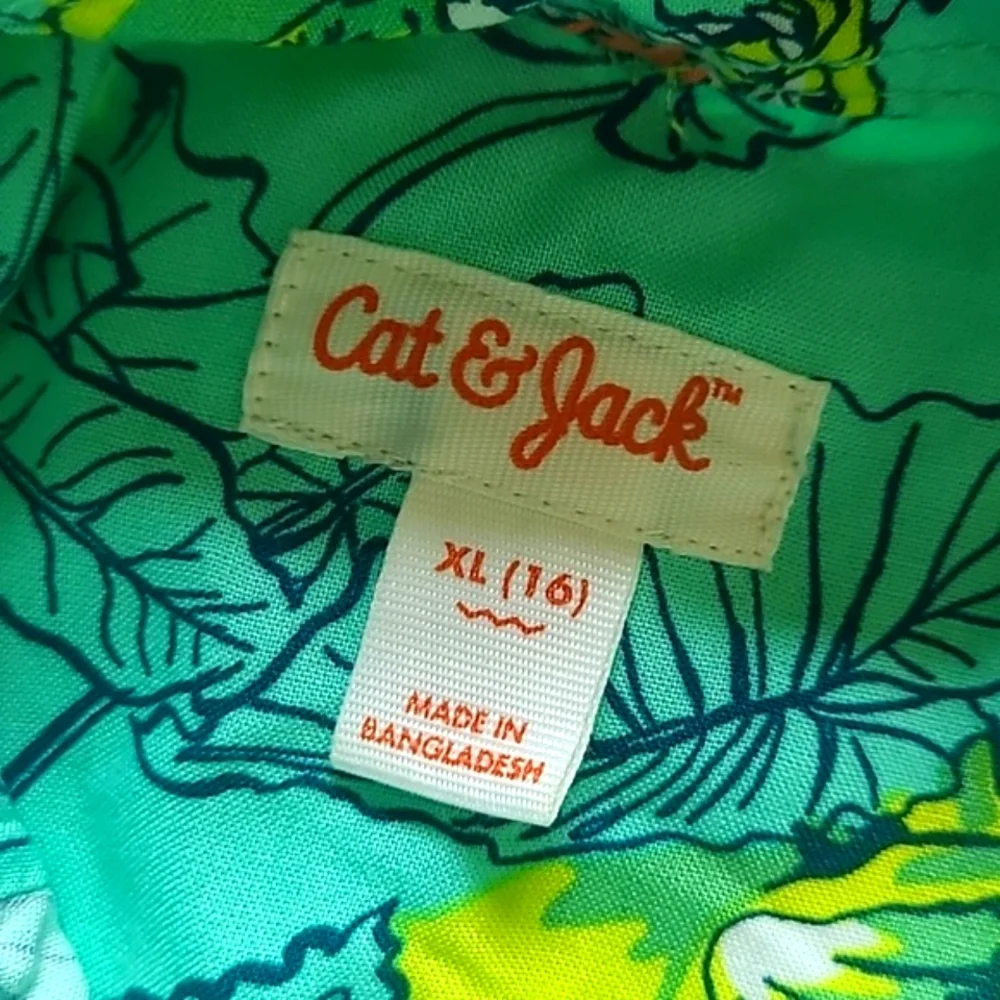 Cat & Jack™
XL (16)
MADE IN
BANGLADESH